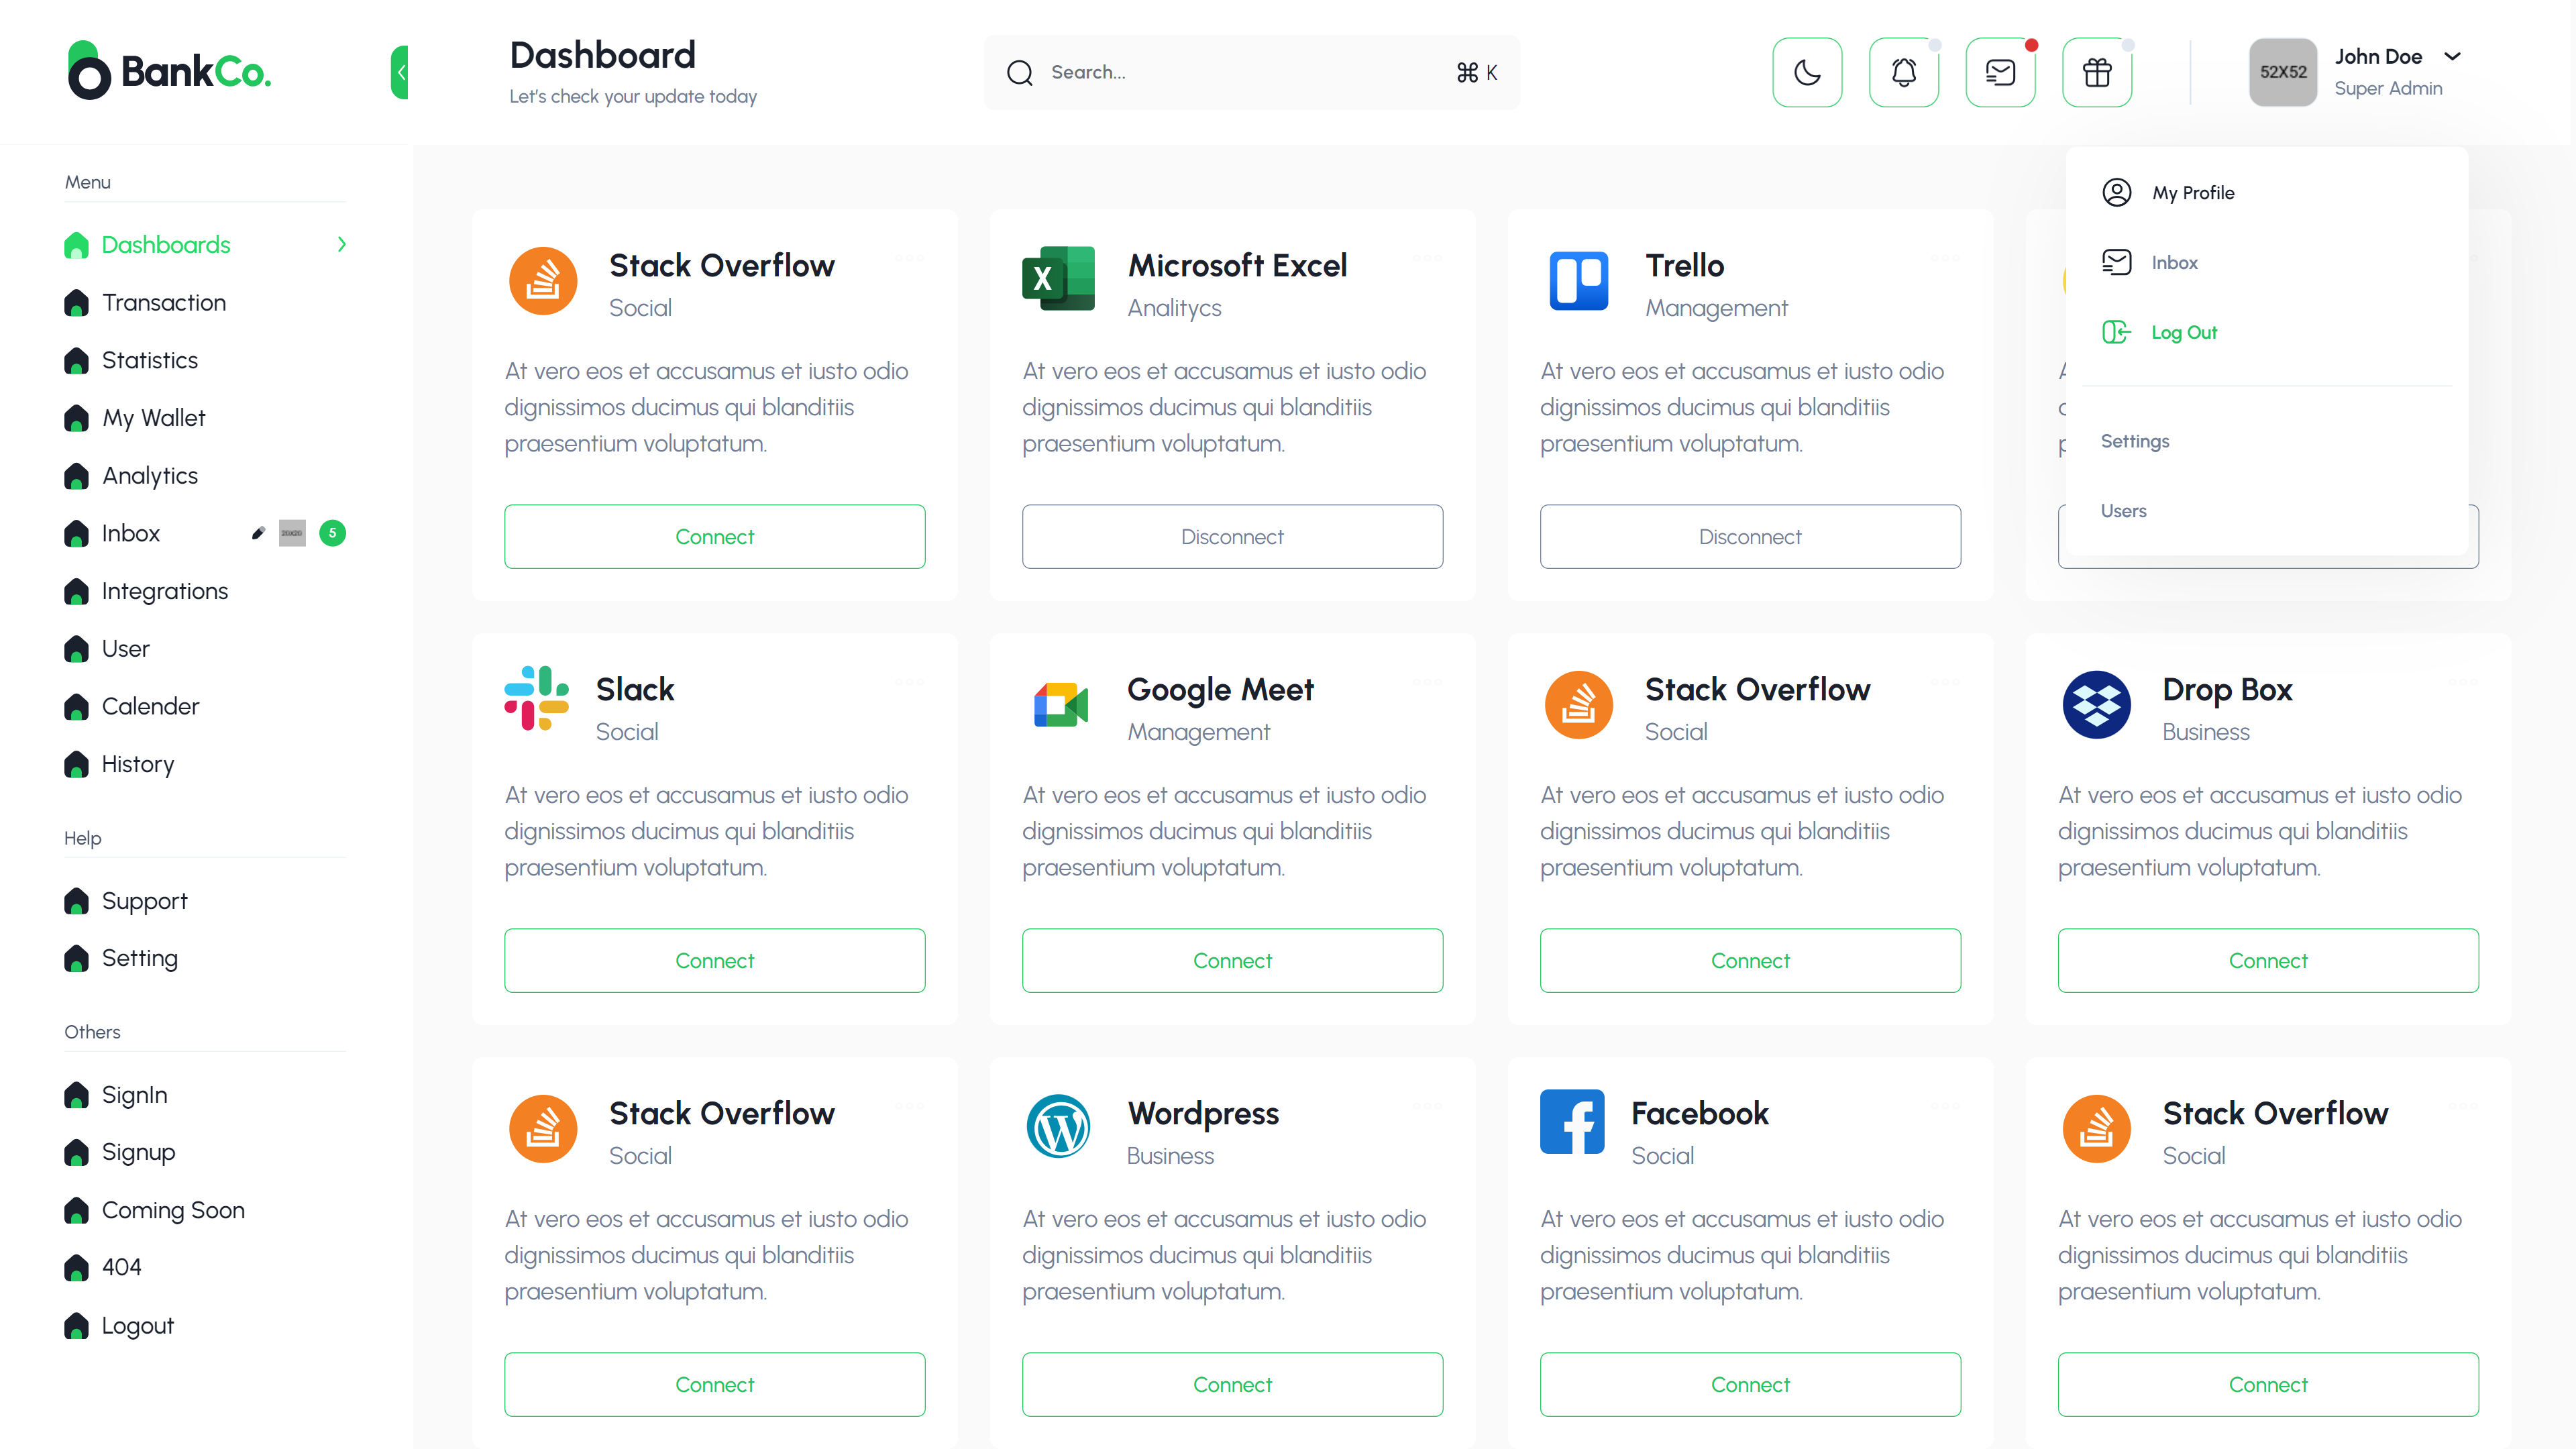 BankCo.
Dashboard
Let's check your update today
Search...
⌘ K
52X52
John Doe
Super Admin
Menu
Dashboards
Transaction
Statistics
My Wallet
Analytics
Inbox
5
Integrations
User
Calender
History
Help
Support
Setting
Others
SignIn
Signup
Coming Soon
404
Logout
My Profile
Inbox
Log Out
Settings
Users
Stack Overflow
Social
At vero eos et accusamus et iusto odio
dignissimos ducimus qui blanditiis
praesentium voluptatum.
Connect
Microsoft Excel
Analitycs
At vero eos et accusamus et iusto odio
dignissimos ducimus qui blanditiis
praesentium voluptatum.
Disconnect
Trello
Management
At vero eos et accusamus et iusto odio
dignissimos ducimus qui blanditiis
praesentium voluptatum.
Disconnect
Slack
Social
At vero eos et accusamus et iusto odio
dignissimos ducimus qui blanditiis
praesentium voluptatum.
Connect
Google Meet
Management
At vero eos et accusamus et iusto odio
dignissimos ducimus qui blanditiis
praesentium voluptatum.
Connect
Stack Overflow
Social
At vero eos et accusamus et iusto odio
dignissimos ducimus qui blanditiis
praesentium voluptatum.
Connect
Drop Box
Business
At vero eos et accusamus et iusto odio
dignissimos ducimus qui blanditiis
praesentium voluptatum.
Connect
Stack Overflow
Social
At vero eos et accusamus et iusto odio
dignissimos ducimus qui blanditiis
praesentium voluptatum.
Connect
Wordpress
Business
At vero eos et accusamus et iusto odio
dignissimos ducimus qui blanditiis
praesentium voluptatum.
Connect
Facebook
Social
At vero eos et accusamus et iusto odio
dignissimos ducimus qui blanditiis
praesentium voluptatum.
Connect
Stack Overflow
Social
At vero eos et accusamus et iusto odio
dignissimos ducimus qui blanditiis
praesentium voluptatum.
Connect